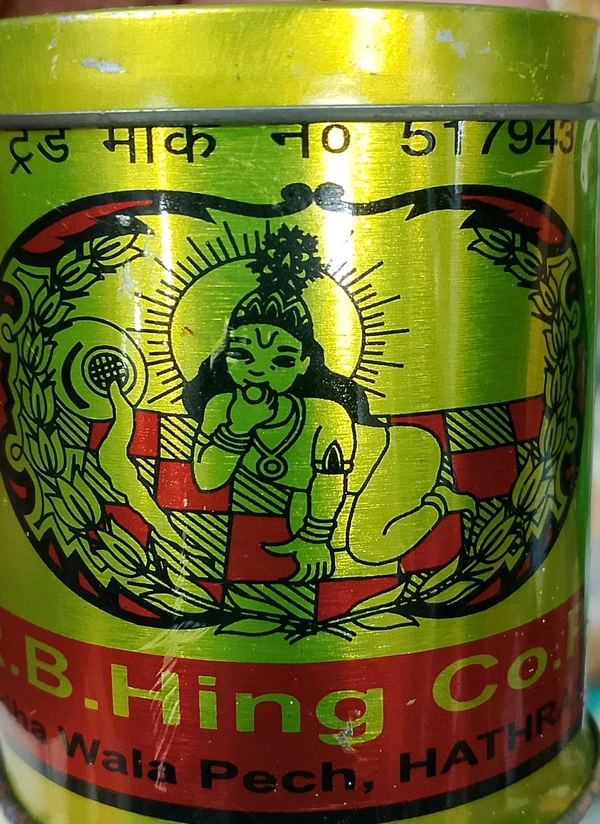 ट्रेड मार्क नं० 517943
.B.Hing Co.
Wala Pech, HATHRA